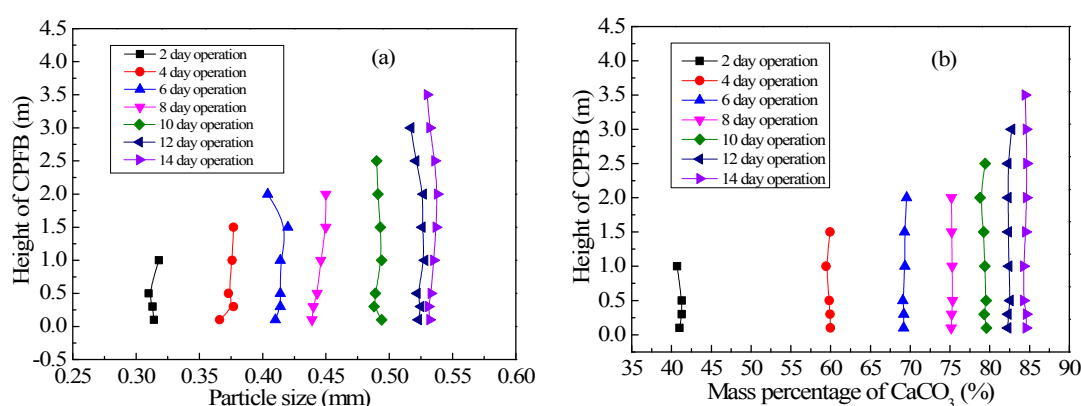 (a)
2 day operation
4 day operation
6 day operation
8 day operation
10 day operation
12 day operation
14 day operation
Height of CPFB (m)
4.5
4.0
3.5
3.0
2.5
2.0
1.5
1.0
0.5
0.0
-0.5
0.25 0.30 0.35 0.40 0.45 0.50 0.55 0.60
Particle size (mm)
(b)
2 day operation
4 day operation
6 day operation
8 day operation
10 day operation
12 day operation
14 day operation
Height of CPFB (m)
4.5
4.0
3.5
3.0
2.5
2.0
1.5
1.0
0.5
0.0
35 40 45 50 55 60 65 70 75 80 85 90
Mass percentage of CaCO₃ (%)